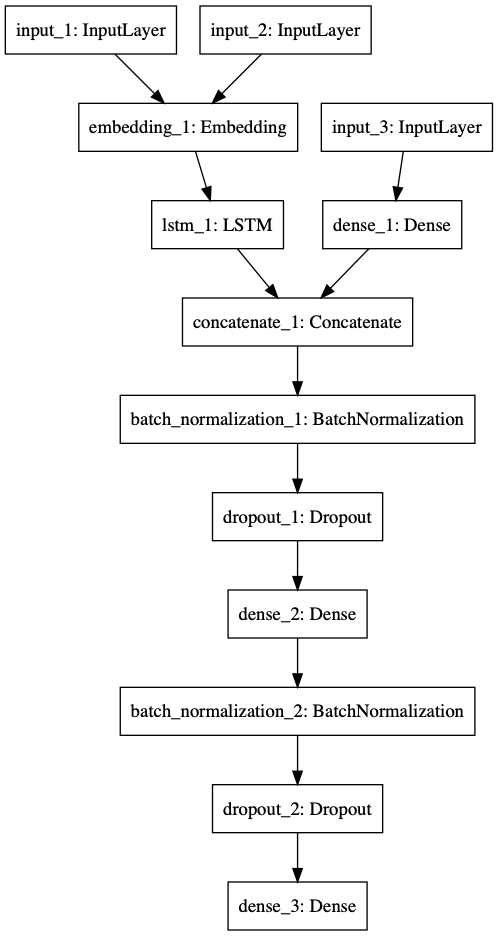 input_1: InputLayer
input_2: InputLayer
embedding_1: Embedding
input_3: InputLayer
lstm_1: LSTM
dense_1: Dense
concatenate_1: Concatenate
batch_normalization_1: BatchNormalization
dropout_1: Dropout
dense_2: Dense
batch_normalization_2: BatchNormalization
dropout_2: Dropout
dense_3: Dense